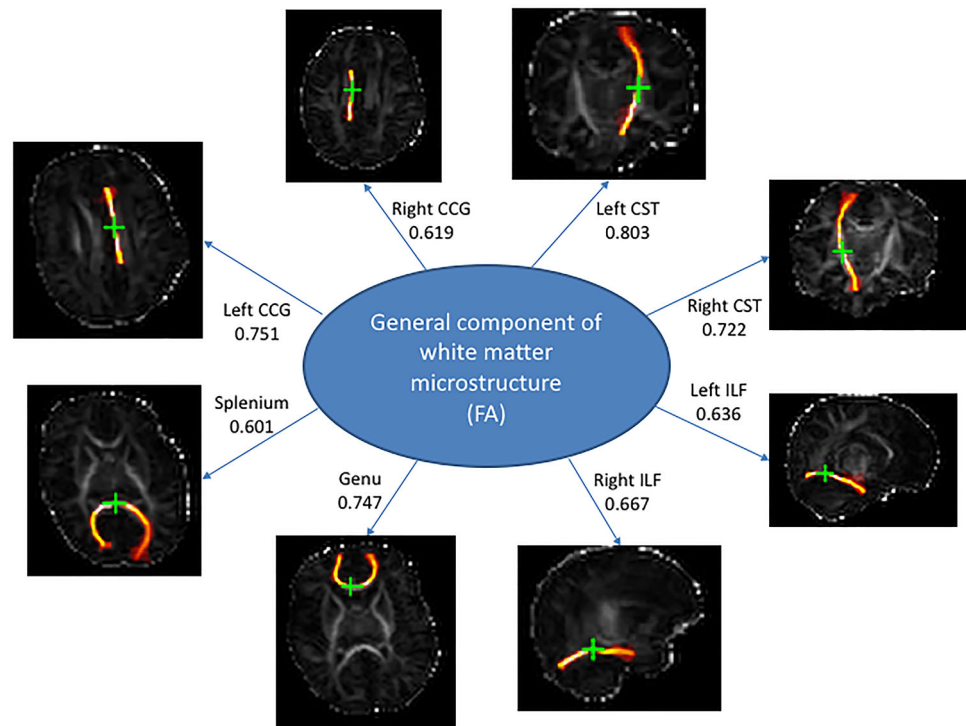 Right CCG
0.619
Left CST
0.803
Left CCG
0.751
General component of
white matter
microstructure
(FA)
Right CST
0.722
Splenium
0.601
Left ILF
0.636
Genu
0.747
Right ILF
0.667